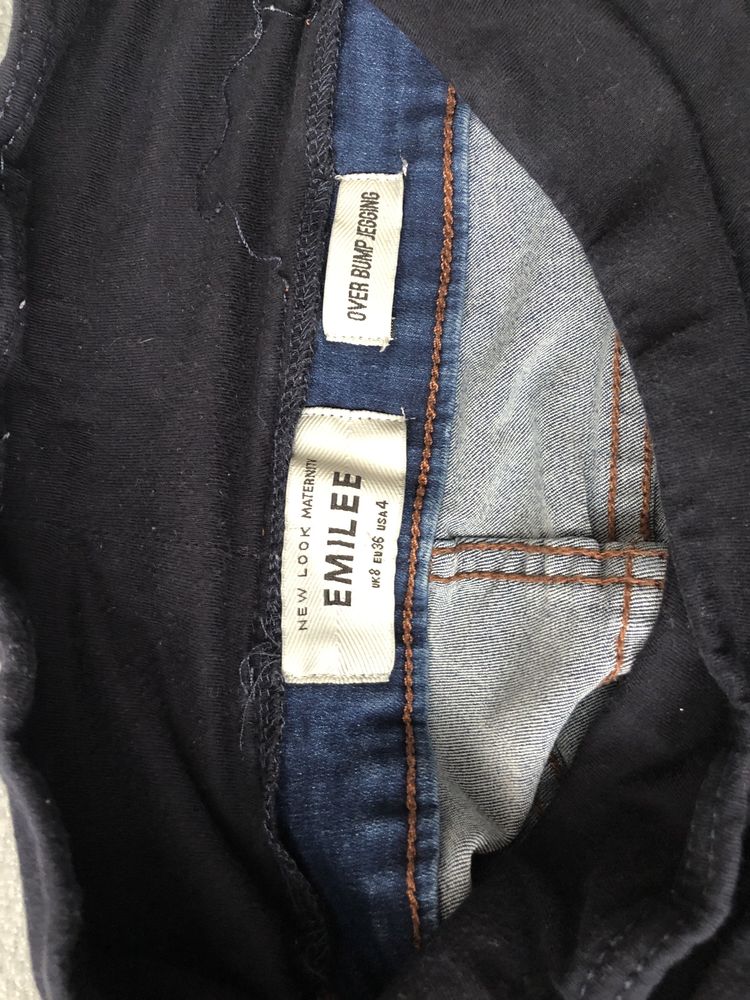 OVER BUMP JEGGING
NEW LOOK MATERNITY
EMILEE
UK8 EU36 USA4